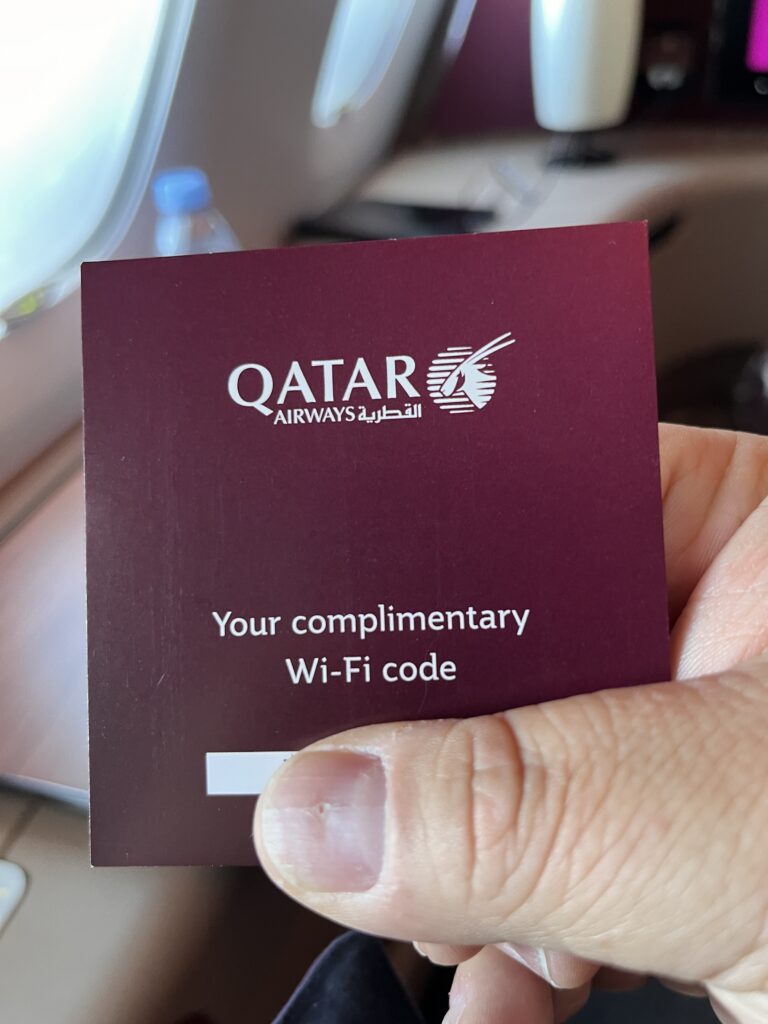 QATAR
AIRWAYS القطرية
Your complimentary
Wi-Fi code